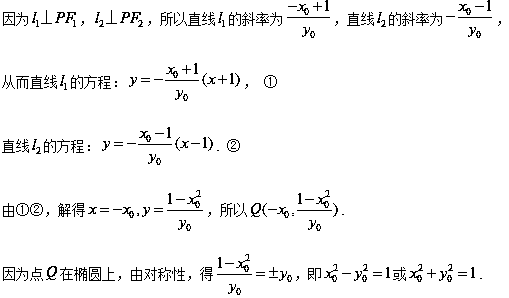 因为 $l_1 \perp PF_1$，$l_2 \perp PF_2$，所以直线 $l_1$ 的斜率为 $\frac{-x_0+1}{y_0}$，直线 $l_2$ 的斜率为 $-\frac{x_0-1}{y_0}$，
从而直线 $l_1$ 的方程：$y=-\frac{x_0+1}{y_0}(x+1)$， ①
直线 $l_2$ 的方程：$y=-\frac{x_0-1}{y_0}(x-1)$. ②
由①②，解得 $x=-x_0, y=\frac{1-x_0^2}{y_0}$，所以 $Q(-x_0, \frac{1-x_0^2}{y_0})$.
因为点 $Q$ 在椭圆上，由对称性，得 $\frac{1-x_0^2}{y_0}=\pm y_0$，即 $x_0^2-y_0^2=1$ 或 $x_0^2+y_0^2=1$.